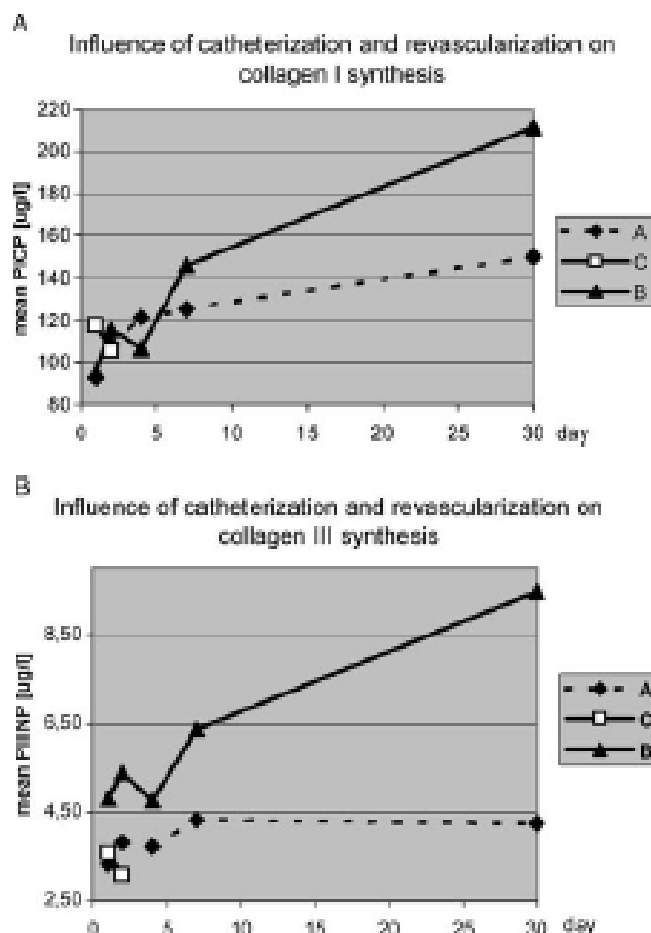 A
Influence of catheterization and revascularization on
collagen I synthesis
220
200
180
160
140
120
100
80
mean PICP [ug/l]
0 5 10 15 20 25 30 day
A
C
B
B
Influence of catheterization and revascularization on
collagen III synthesis
8,50
6,50
4,50
2,50
mean PIIINP [ug/l]
0 5 10 15 20 25 30 day
A
C
B